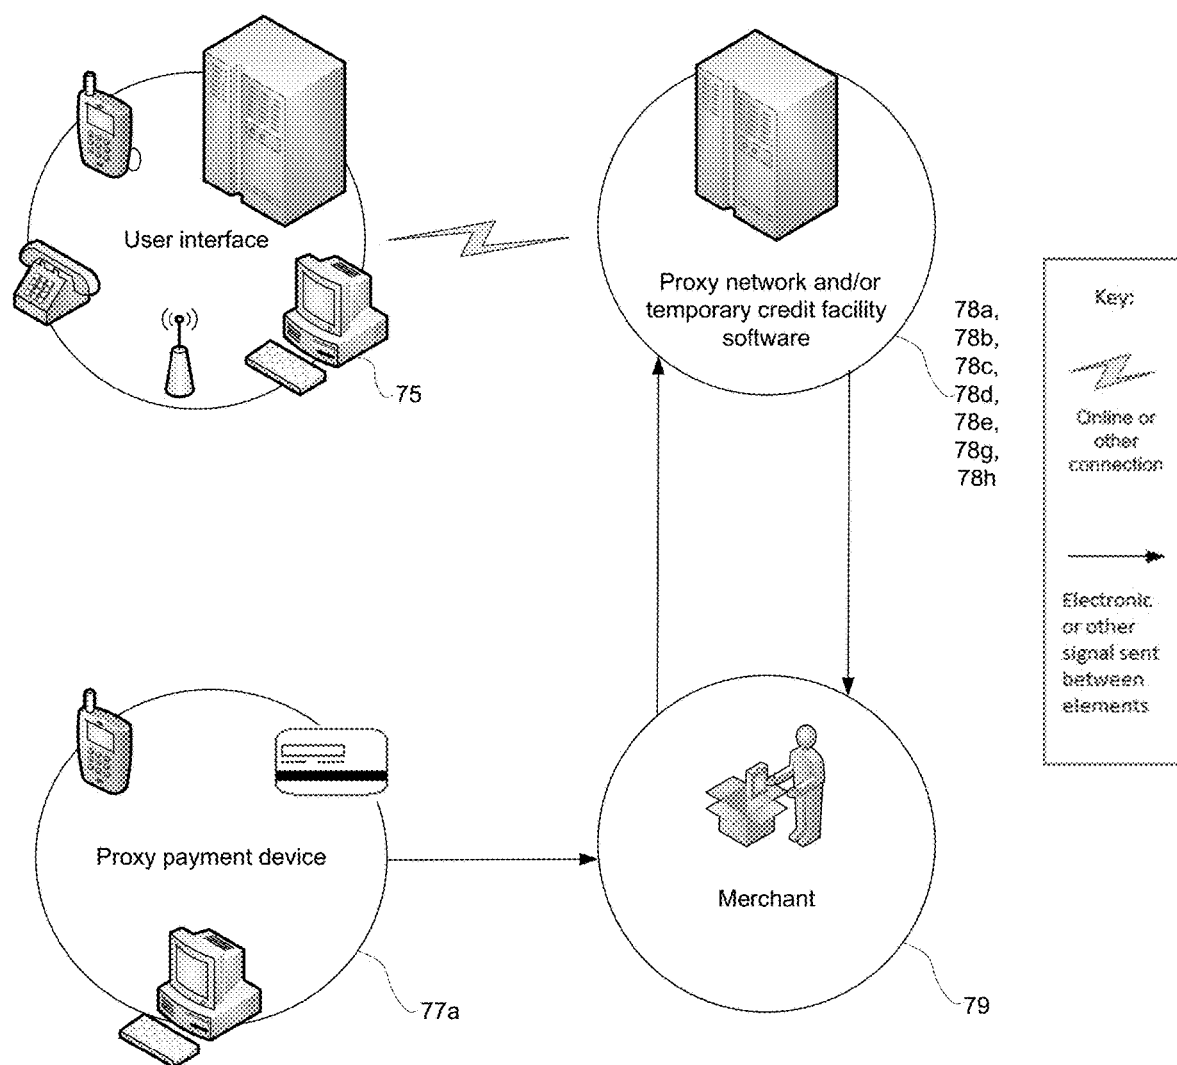 User interface
75
Proxy network and/or
temporary credit facility
software
78a,
78b,
78c,
78d,
78e,
78g,
78h
Key:
Online or
other
connection
Electronic
or other
signal sent
between
elements
Proxy payment device
77a
Merchant
79